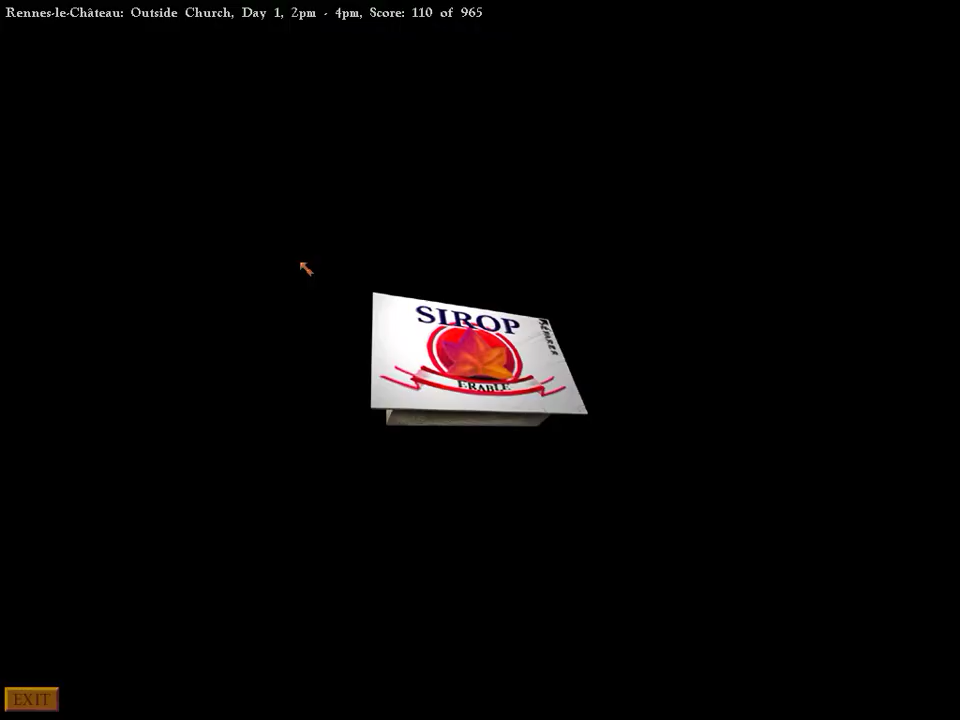 Rennes-le-Château: Outside Church, Day 1, 2pm - 4pm, Score: 110 of 965
SIROP
ERABLE
EXIT